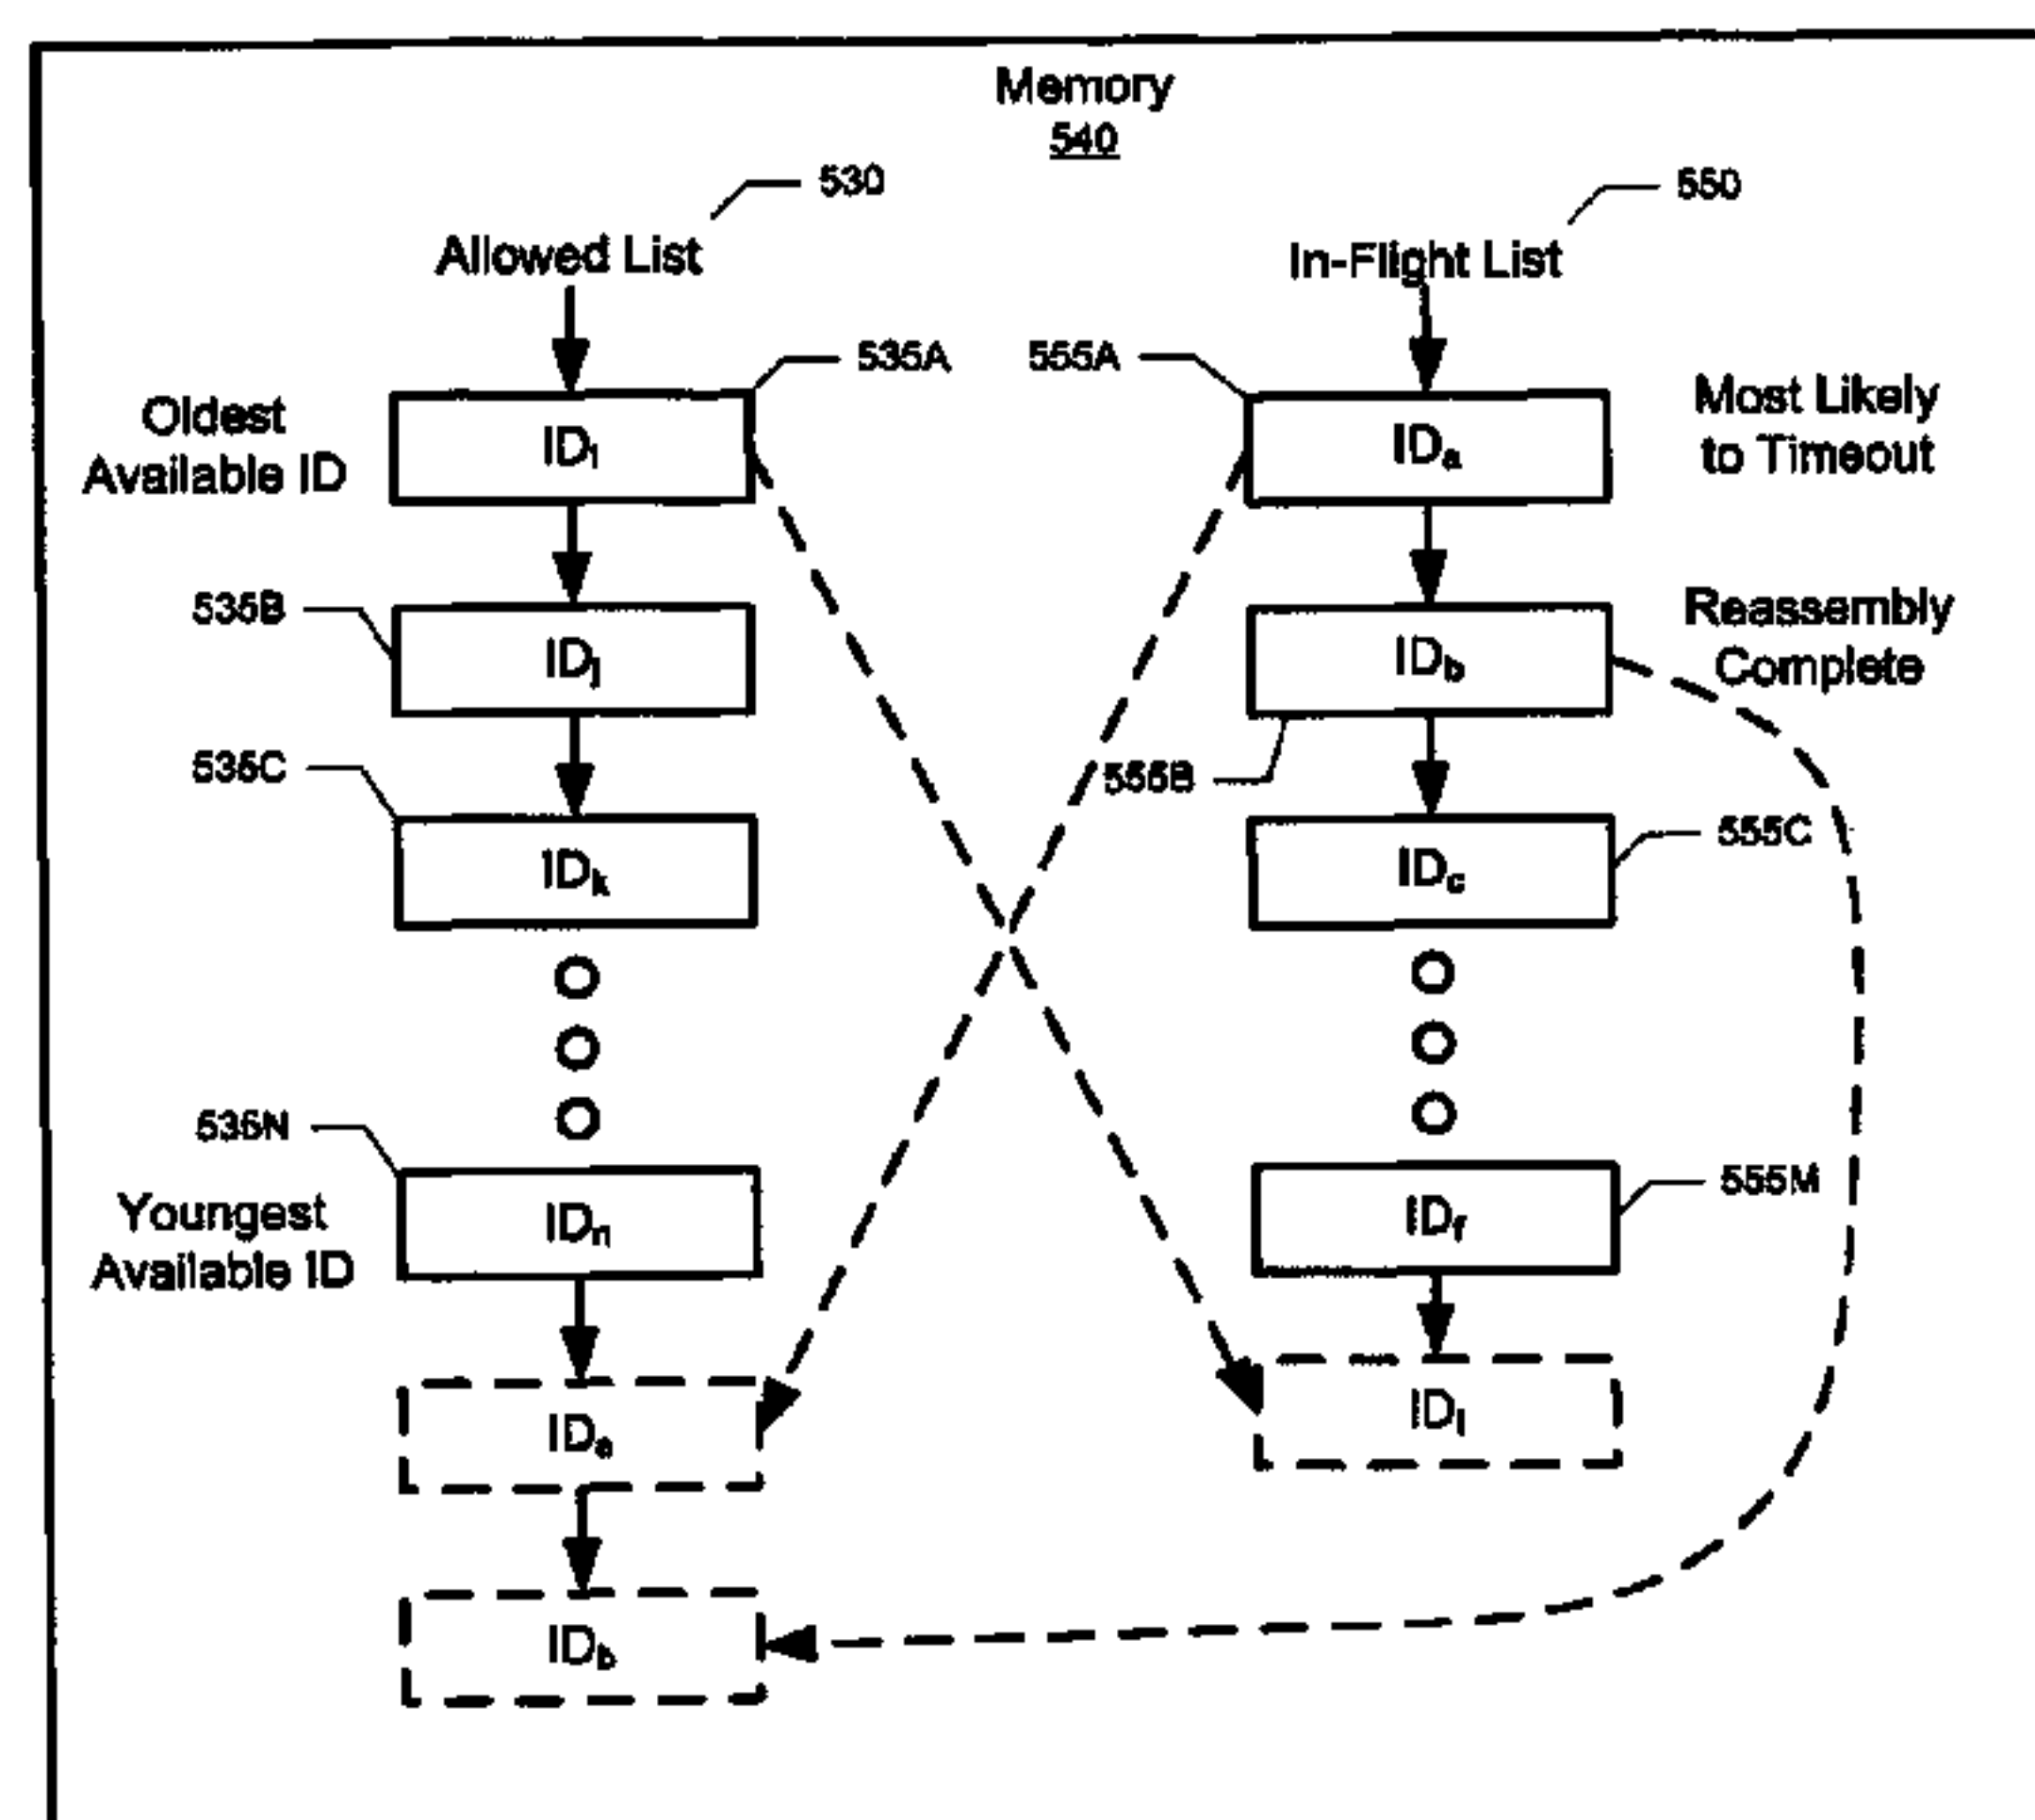 Memory
540
530
550
Allowed List
In-Flight List
535A
555A
Oldest
Available ID
IDi
IDa
Most Likely
to Timeout
535B
IDj
IDb
Reassembly
Complete
535C
555B
IDk
IDc
555C
535N
Youngest
Available ID
IDn
IDf
555M
IDa
IDi
IDb